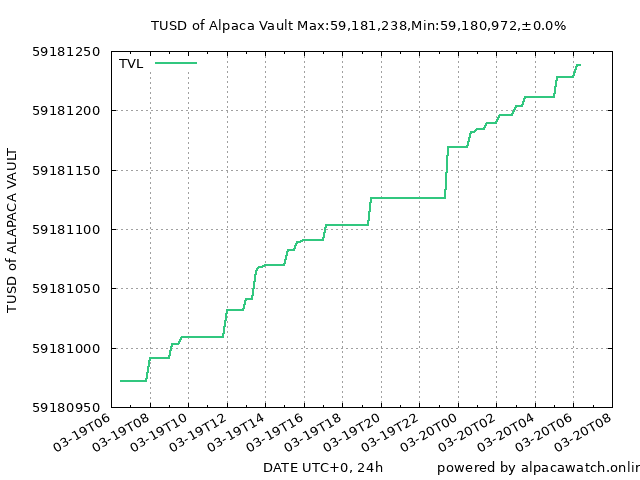 TUSD of Alpaca Vault Max:59,181,238,Min:59,180,972,±0.0%
TVL
TUSD of ALAPACA VAULT
59181250
59181200
59181150
59181100
59181050
59181000
59180950
03-19T06
03-19T08
03-19T10
03-19T12
03-19T14
03-19T16
03-19T18
03-19T20
03-19T22
03-20T00
03-20T02
03-20T04
03-20T06
03-20T08
DATE UTC+0, 24h
powered by alpacawatch.onlin